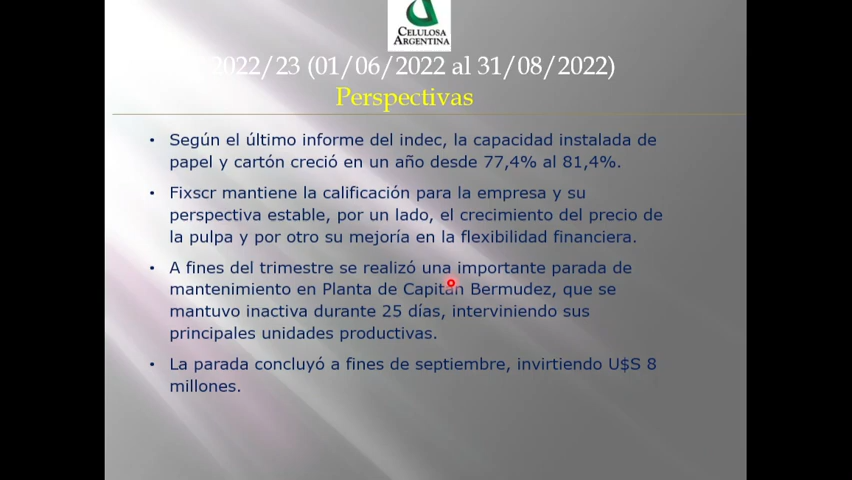 CELULOSA
ARGENTINA
2022/23 (01/06/2022 al 31/08/2022)
Perspectivas
• Según el último informe del indec, la capacidad instalada de
papel y cartón creció en un año desde 77,4% al 81,4%.
• Fixscr mantiene la calificación para la empresa y su
perspectiva estable, por un lado, el crecimiento del precio de
la pulpa y por otro su mejoría en la flexibilidad financiera.
• A fines del trimestre se realizó una importante parada de
mantenimiento en Planta de Capitán Bermudez, que se
mantuvo inactiva durante 25 días, interviniendo sus
principales unidades productivas.
• La parada concluyó a fines de septiembre, invirtiendo U$S 8
millones.